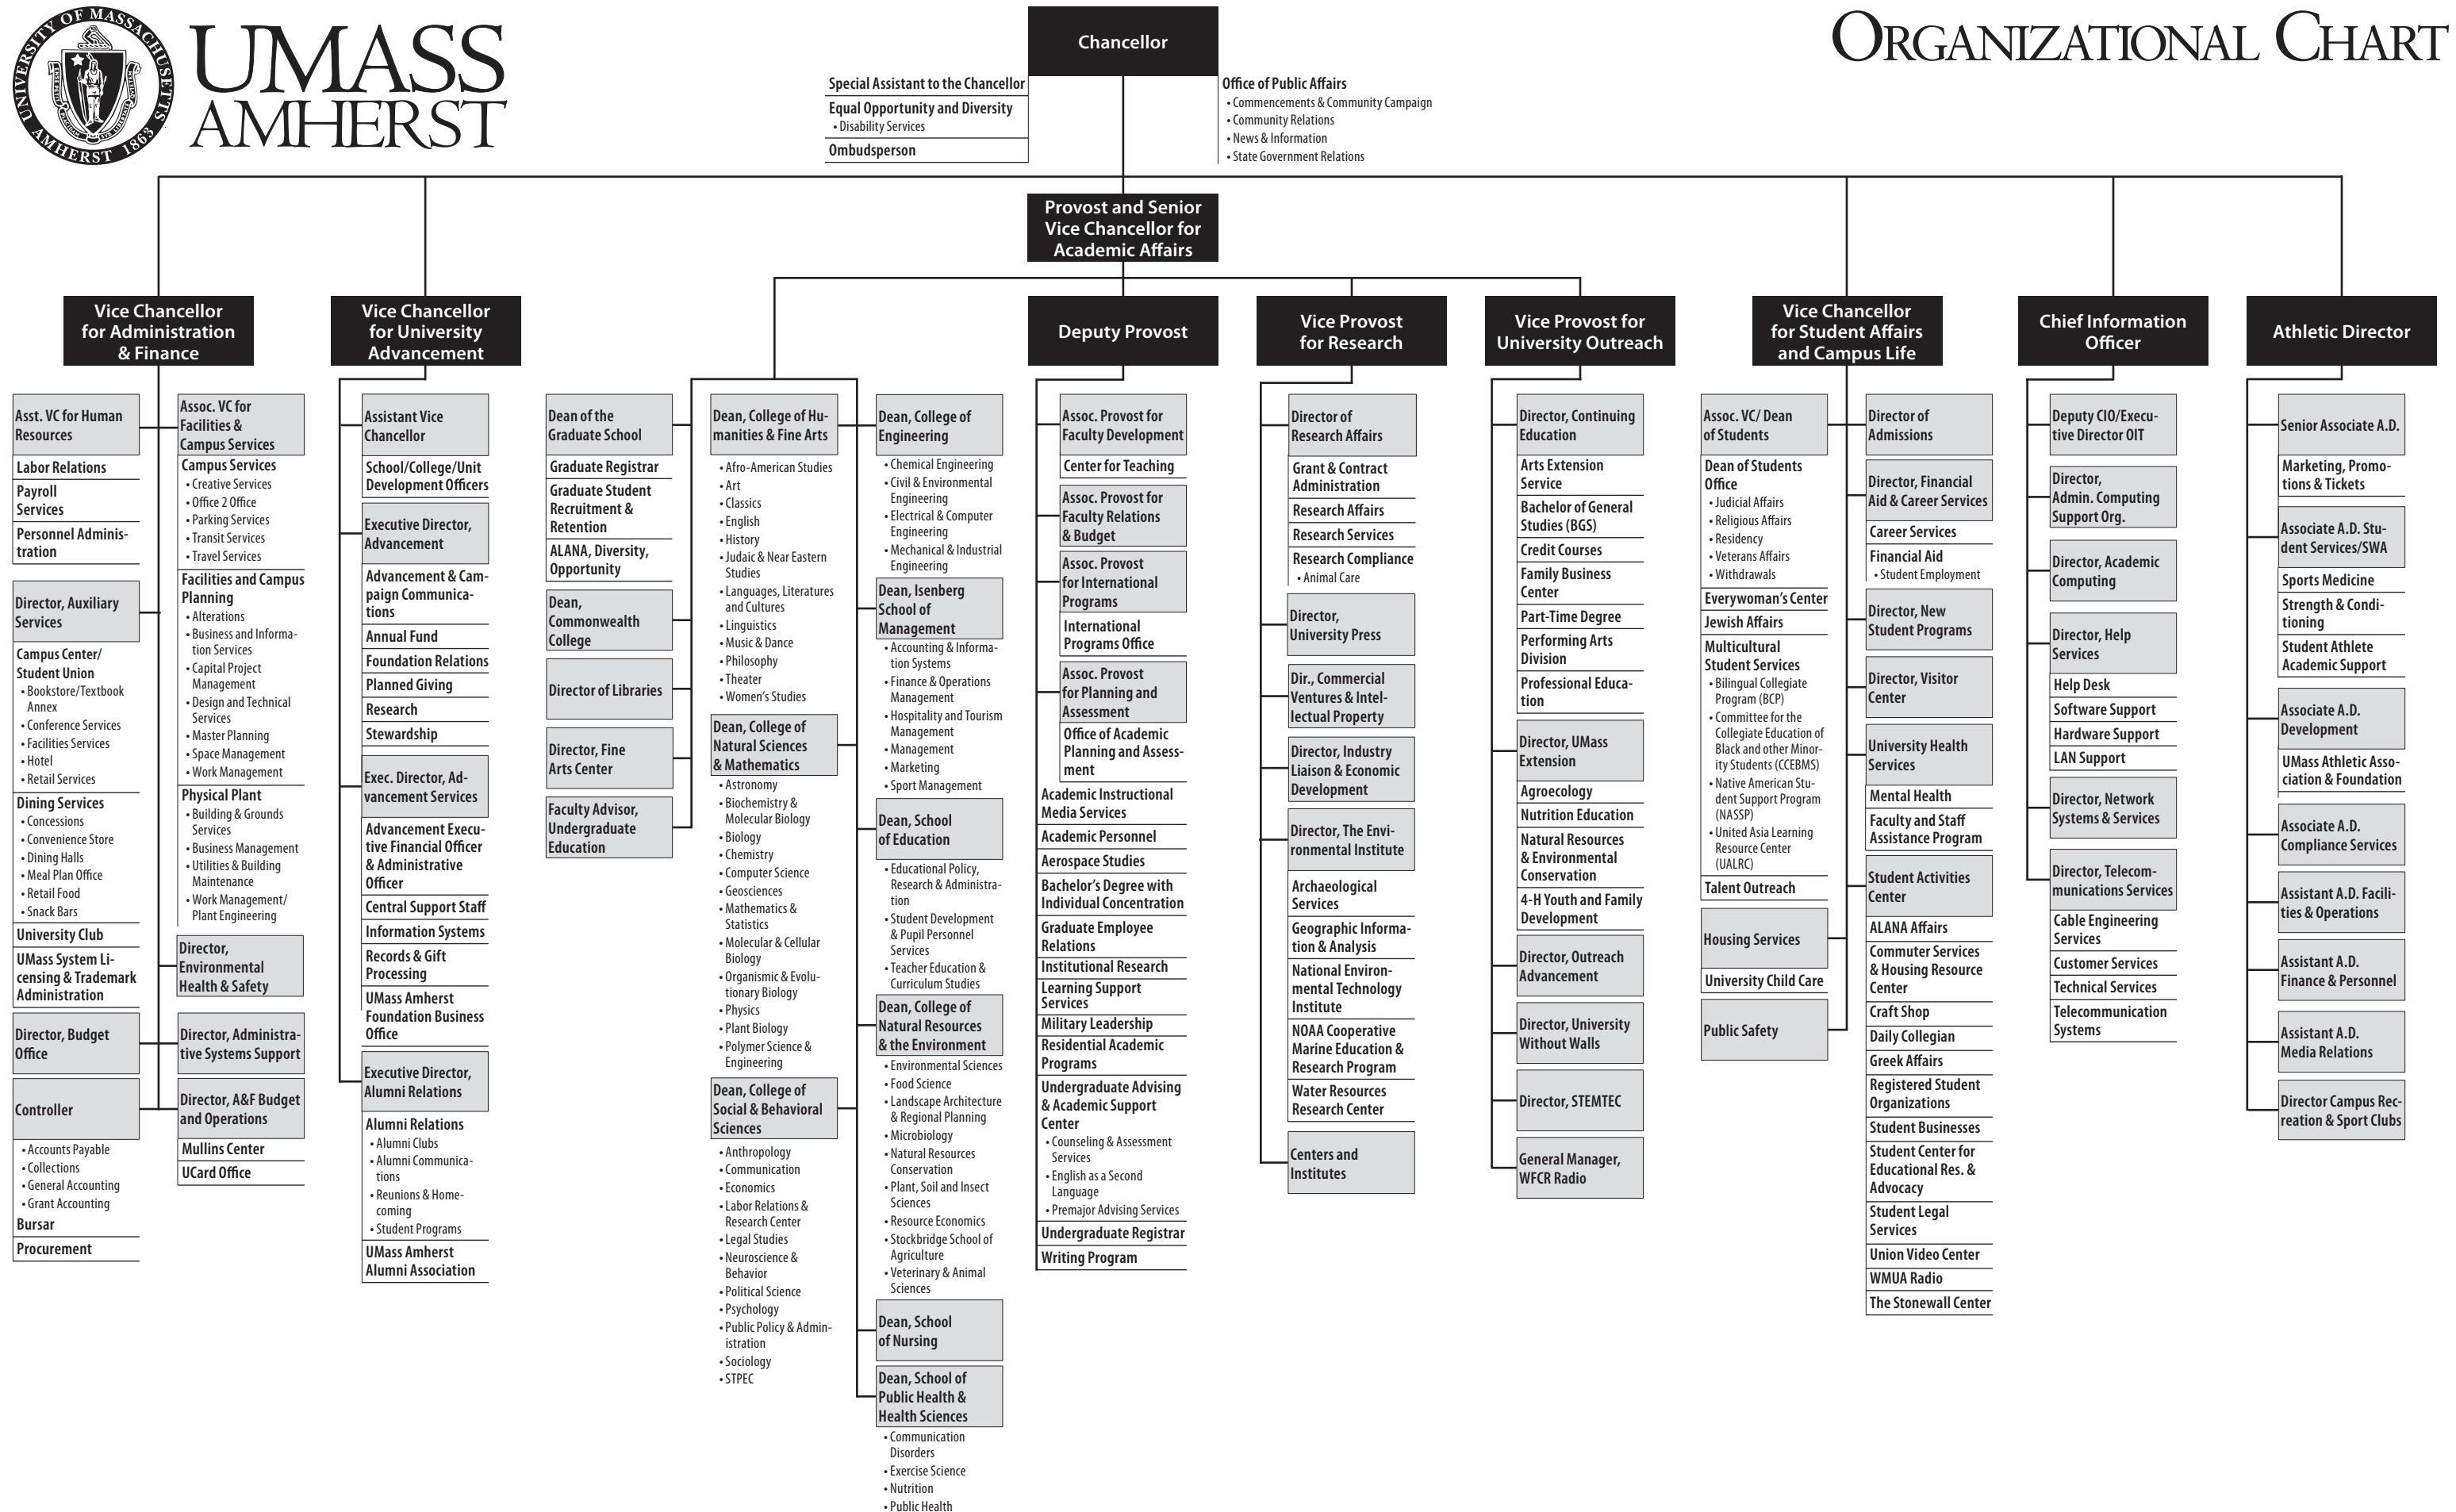 UNIVERSITY OF MASSACHUSETTS
AMHERST 1863
UMASS
AMHERST
ORGANIZATIONAL CHART
Chancellor
Special Assistant to the Chancellor
Equal Opportunity and Diversity
• Disability Services
Ombudsperson
Office of Public Affairs
• Commencements & Community Campaign
• Community Relations
• News & Information
• State Government Relations
Provost and Senior
Vice Chancellor for
Academic Affairs
Vice Chancellor
for Administration
& Finance
Asst. VC for Human
Resources
Labor Relations
Payroll
Services
Personnel Adminis-
tration
Director, Auxiliary
Services
Campus Center/
Student Union
• Bookstore/Textbook
Annex
• Conference Services
• Facilities Services
• Hotel
• Retail Services
Dining Services
• Concessions
• Convenience Store
• Dining Halls
• Meal Plan Office
• Retail Food
• Snack Bars
University Club
UMass System Li-
censing & Trademark
Administration
Director, Budget
Office
Controller
• Accounts Payable
• Collections
• General Accounting
• Grant Accounting
Bursar
Procurement
Assoc. VC for
Facilities &
Campus Services
Campus Services
• Creative Services
• Office 2 Office
• Parking Services
• Transit Services
• Travel Services
Facilities and Campus
Planning
• Alterations
• Business and Informa-
tion Services
• Capital Project
Management
• Design and Technical
Services
• Master Planning
• Space Management
• Work Management
Physical Plant
• Building & Grounds
Services
• Business Management
• Utilities & Building
Maintenance
• Work Management/
Plant Engineering
Director,
Environmental
Health & Safety
Director, Administra-
tive Systems Support
Director, A&F Budget
and Operations
Mullins Center
UCard Office
Vice Chancellor
for University
Advancement
Assistant Vice
Chancellor
School/College/Unit
Development Officers
Executive Director,
Advancement
Advancement & Cam-
paign Communica-
tions
Annual Fund
Foundation Relations
Planned Giving
Research
Stewardship
Exec. Director, Ad-
vancement Services
Advancement Execu-
tive Financial Officer
& Administrative
Officer
Central Support Staff
Information Systems
Records & Gift
Processing
UMass Amherst
Foundation Business
Office
Executive Director,
Alumni Relations
Alumni Relations
• Alumni Clubs
• Alumni Communica-
tions
• Reunions & Home-
coming
• Student Programs
UMass Amherst
Alumni Association
Dean of the
Graduate School
Graduate Registrar
Graduate Student
Recruitment &
Retention
ALANA, Diversity,
Opportunity
Dean,
Commonwealth
College
Director of Libraries
Director, Fine
Arts Center
Faculty Advisor,
Undergraduate
Education
Dean, College of Hu-
manities & Fine Arts
• Afro-American Studies
• Art
• Classics
• English
• History
• Judaic & Near Eastern
Studies
• Languages, Literatures
and Cultures
• Linguistics
• Music & Dance
• Philosophy
• Theater
• Women's Studies
Dean, College of
Natural Sciences
& Mathematics
• Astronomy
• Biochemistry &
Molecular Biology
• Biology
• Chemistry
• Computer Science
• Geosciences
• Mathematics &
Statistics
• Molecular & Cellular
Biology
• Organismic & Evolu-
tionary Biology
• Physics
• Plant Biology
• Polymer Science &
Engineering
Dean, College of
Social & Behavioral
Sciences
• Anthropology
• Communication
• Economics
• Labor Relations &
Research Center
• Legal Studies
• Neuroscience &
Behavior
• Political Science
• Psychology
• Public Policy & Admin-
istration
• Sociology
• STPEC
Dean, College of
Engineering
• Chemical Engineering
• Civil & Environmental
Engineering
• Electrical & Computer
Engineering
• Mechanical & Industrial
Engineering
Dean, Isenberg
School of
Management
• Accounting & Informa-
tion Systems
• Finance & Operations
Management
• Hospitality and Tourism
Management
• Management
• Marketing
• Sport Management
Dean, School
of Education
• Educational Policy,
Research & Administra-
tion
• Student Development
& Pupil Personnel
Services
• Teacher Education &
Curriculum Studies
Dean, College of
Natural Resources
& the Environment
• Environmental Sciences
• Food Science
• Landscape Architecture
& Regional Planning
• Microbiology
• Natural Resources
Conservation
• Plant, Soil and Insect
Sciences
• Resource Economics
• Stockbridge School of
Agriculture
• Veterinary & Animal
Sciences
Dean, School
of Nursing
Dean, School of
Public Health &
Health Sciences
• Communication
Disorders
• Exercise Science
• Nutrition
• Public Health
Deputy Provost
Assoc. Provost for
Faculty Development
Center for Teaching
Assoc. Provost for
Faculty Relations
& Budget
Assoc. Provost
for International
Programs
International
Programs Office
Assoc. Provost
for Planning and
Assessment
Office of Academic
Planning and Assess-
ment
Academic Instructional
Media Services
Academic Personnel
Aerospace Studies
Bachelor's Degree with
Individual Concentration
Graduate Employee
Relations
Institutional Research
Learning Support
Services
Military Leadership
Residential Academic
Programs
Undergraduate Advising
& Academic Support
Center
• Counseling & Assessment
Services
• English as a Second
Language
• Premajor Advising Services
Undergraduate Registrar
Writing Program
Vice Provost
for Research
Director of
Research Affairs
Grant & Contract
Administration
Research Affairs
Research Services
Research Compliance
• Animal Care
Director,
University Press
Dir., Commercial
Ventures & Intel-
lectual Property
Director, Industry
Liaison & Economic
Development
Director, The Envi-
ronmental Institute
Archaeological
Services
Geographic Informa-
tion & Analysis
National Environ-
mental Technology
Institute
NOAA Cooperative
Marine Education &
Research Program
Water Resources
Research Center
Centers and
Institutes
Vice Provost for
University Outreach
Director, Continuing
Education
Arts Extension
Service
Bachelor of General
Studies (BGS)
Credit Courses
Family Business
Center
Part-Time Degree
Performing Arts
Division
Professional Educa-
tion
Director, UMass
Extension
Agroecology
Nutrition Education
Natural Resources
& Environmental
Conservation
4-H Youth and Family
Development
Director, Outreach
Advancement
Director, University
Without Walls
Director, STEMTEC
General Manager,
WFCR Radio
Vice Chancellor
for Student Affairs
and Campus Life
Assoc. VC/ Dean
of Students
Dean of Students
Office
• Judicial Affairs
• Religious Affairs
• Residency
• Veterans Affairs
• Withdrawals
Everywoman's Center
Jewish Affairs
Multicultural
Student Services
• Bilingual Collegiate
Program (BCP)
• Committee for the
Collegiate Education of
Black and other Minor-
ity Students (CCEBMS)
• Native American Stu-
dent Support Program
(NASSP)
• United Asia Learning
Resource Center
(UALRC)
Talent Outreach
Housing Services
University Child Care
Public Safety
Director of
Admissions
Director, Financial
Aid & Career Services
Career Services
Financial Aid
• Student Employment
Director, New
Student Programs
Director, Visitor
Center
University Health
Services
Mental Health
Faculty and Staff
Assistance Program
Student Activities
Center
ALANA Affairs
Commuter Services
& Housing Resource
Center
Craft Shop
Daily Collegian
Greek Affairs
Registered Student
Organizations
Student Businesses
Student Center for
Educational Res. &
Advocacy
Student Legal
Services
Union Video Center
WMUA Radio
The Stonewall Center
Chief Information
Officer
Deputy CIO/Execu-
tive Director OIT
Director,
Admin. Computing
Support Org.
Director, Academic
Computing
Director, Help
Services
Help Desk
Software Support
Hardware Support
LAN Support
Director, Network
Systems & Services
Director, Telecom-
munications Services
Cable Engineering
Services
Customer Services
Technical Services
Telecommunication
Systems
Athletic Director
Senior Associate A.D.
Marketing, Promo-
tions & Tickets
Associate A.D. Stu-
dent Services/SWA
Sports Medicine
Strength & Condi-
tioning
Student Athlete
Academic Support
Associate A.D.
Development
UMass Athletic Asso-
ciation & Foundation
Associate A.D.
Compliance Services
Assistant A.D. Facili-
ties & Operations
Assistant A.D.
Finance & Personnel
Assistant A.D.
Media Relations
Director Campus Rec-
reation & Sport Clubs